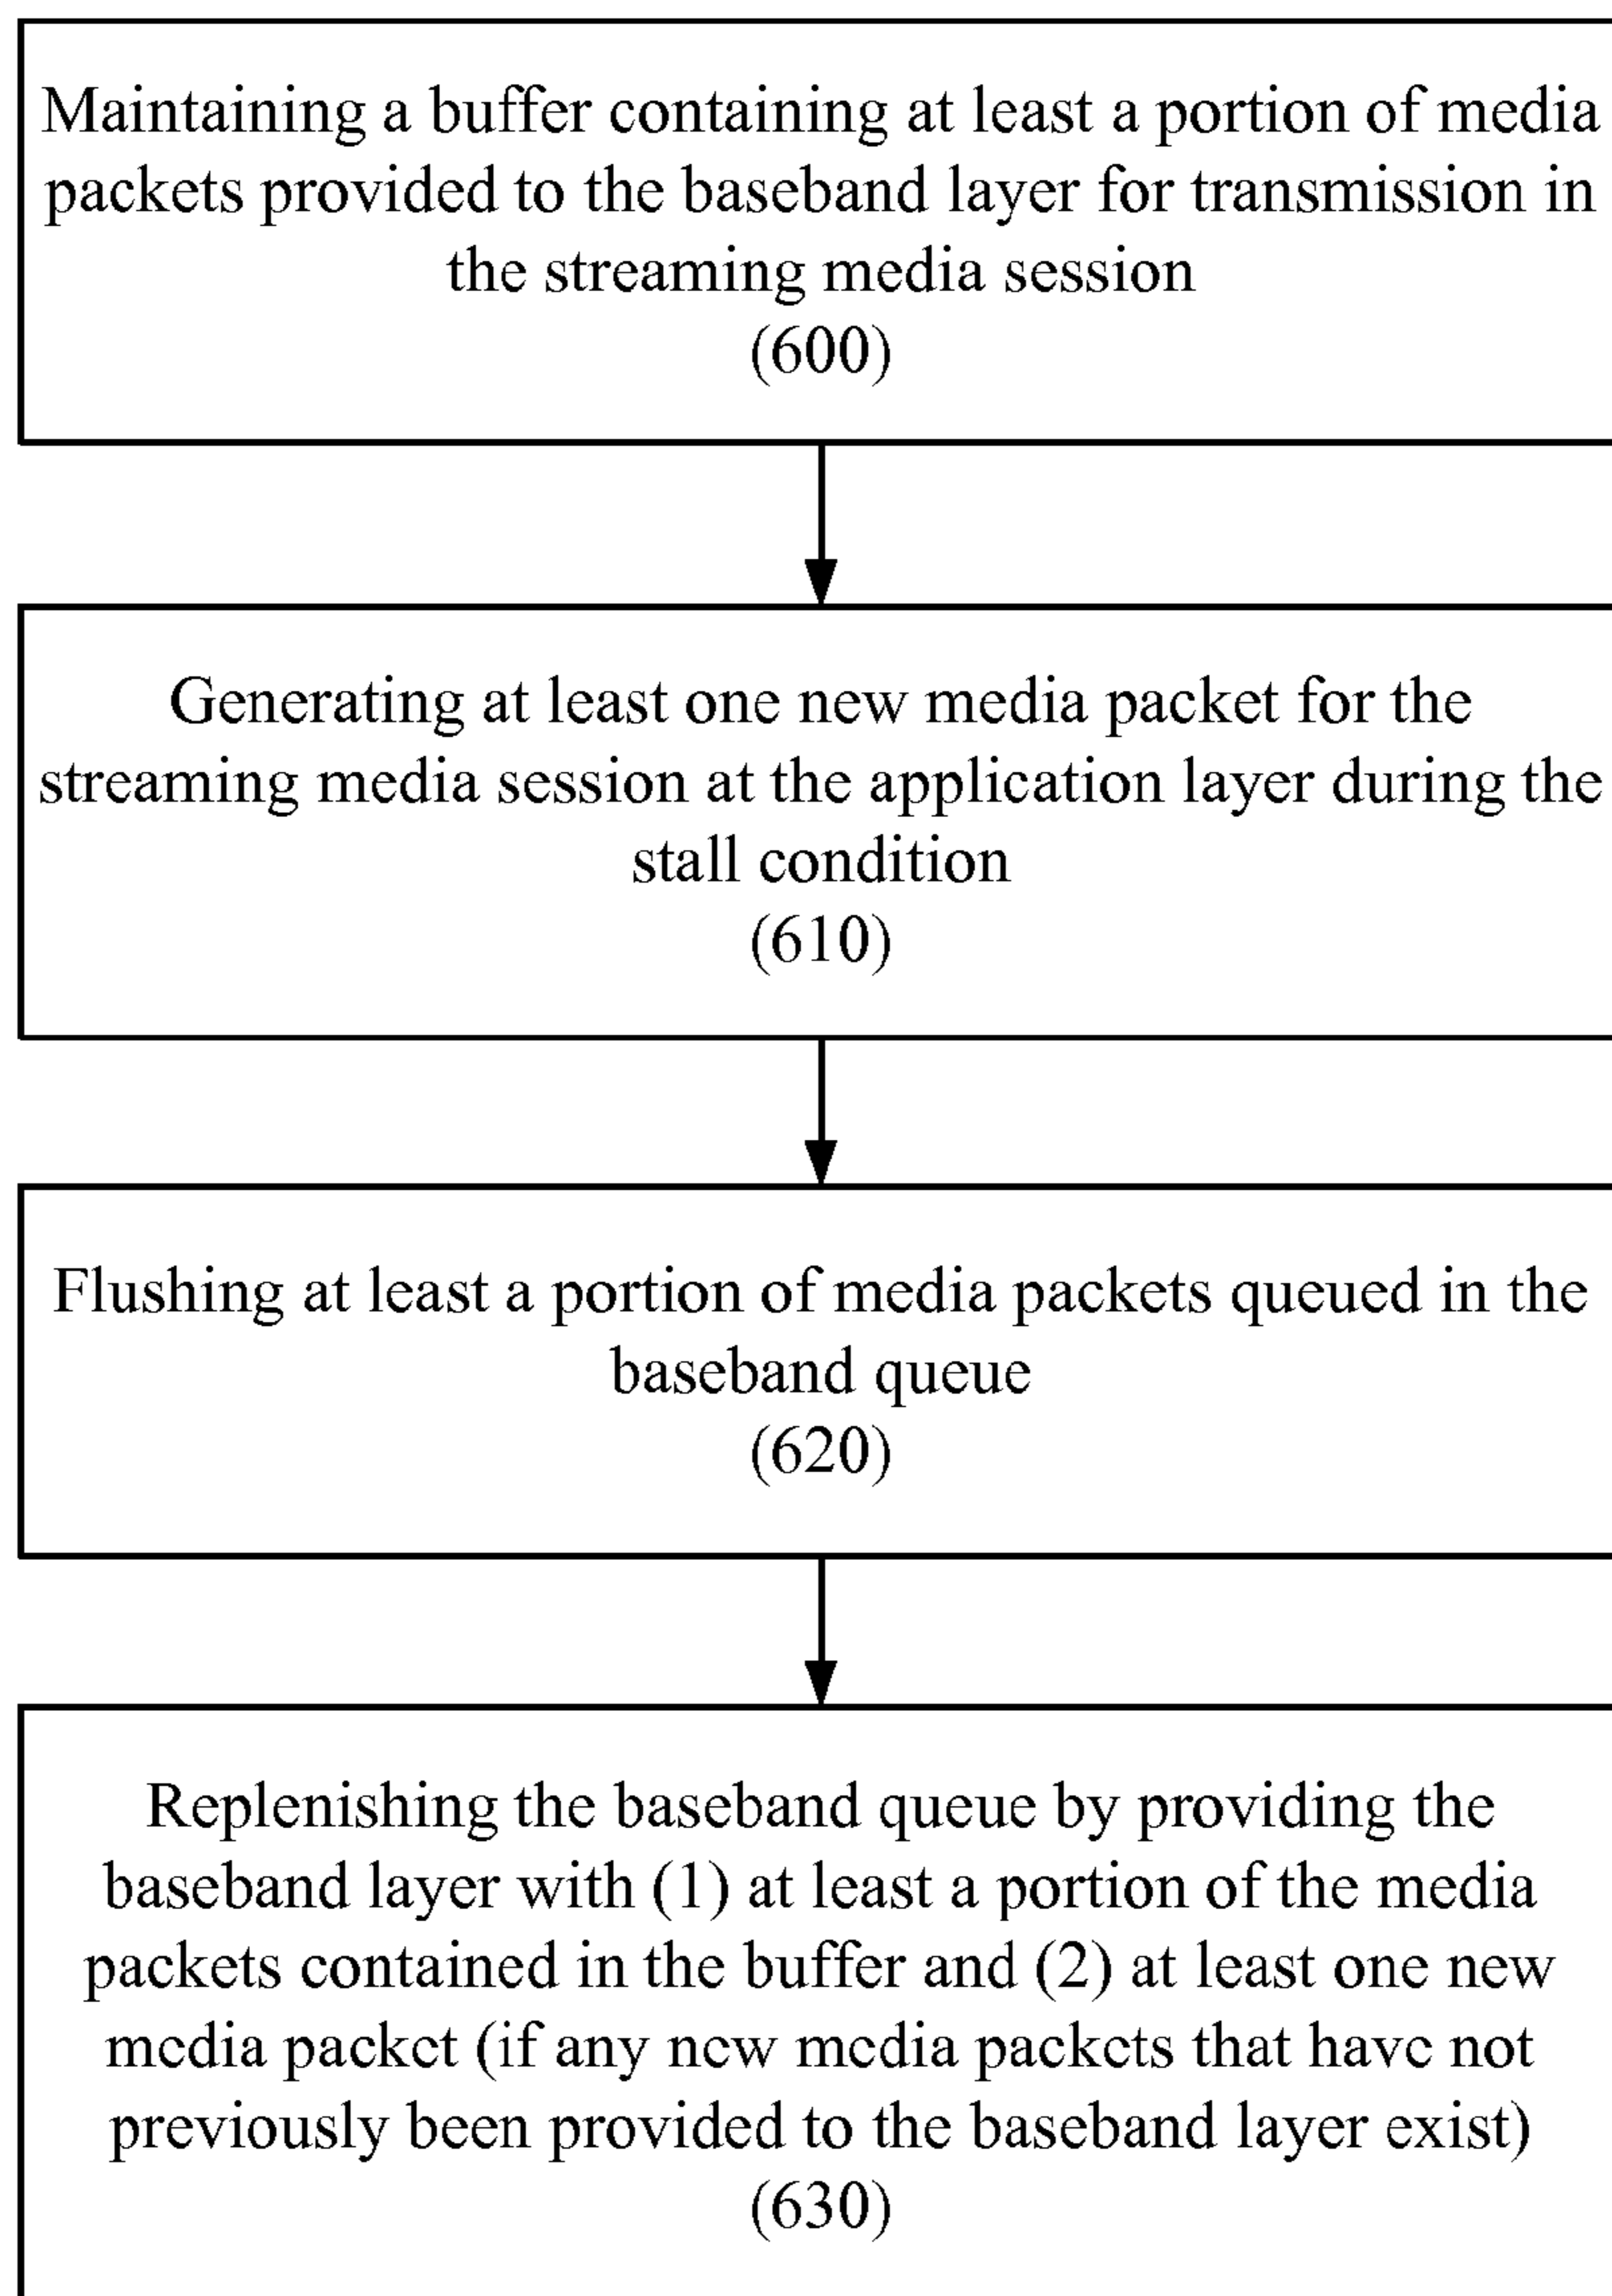 Maintaining a buffer containing at least a portion of media
packets provided to the baseband layer for transmission in
the streaming media session
(600)
Generating at least one new media packet for the
streaming media session at the application layer during the
stall condition
(610)
Flushing at least a portion of media packets queued in the
baseband queue
(620)
Replenishing the baseband queue by providing the
baseband layer with (1) at least a portion of the media
packets contained in the buffer and (2) at least one new
media packet (if any new media packets that have not
previously been provided to the baseband layer exist)
(630)